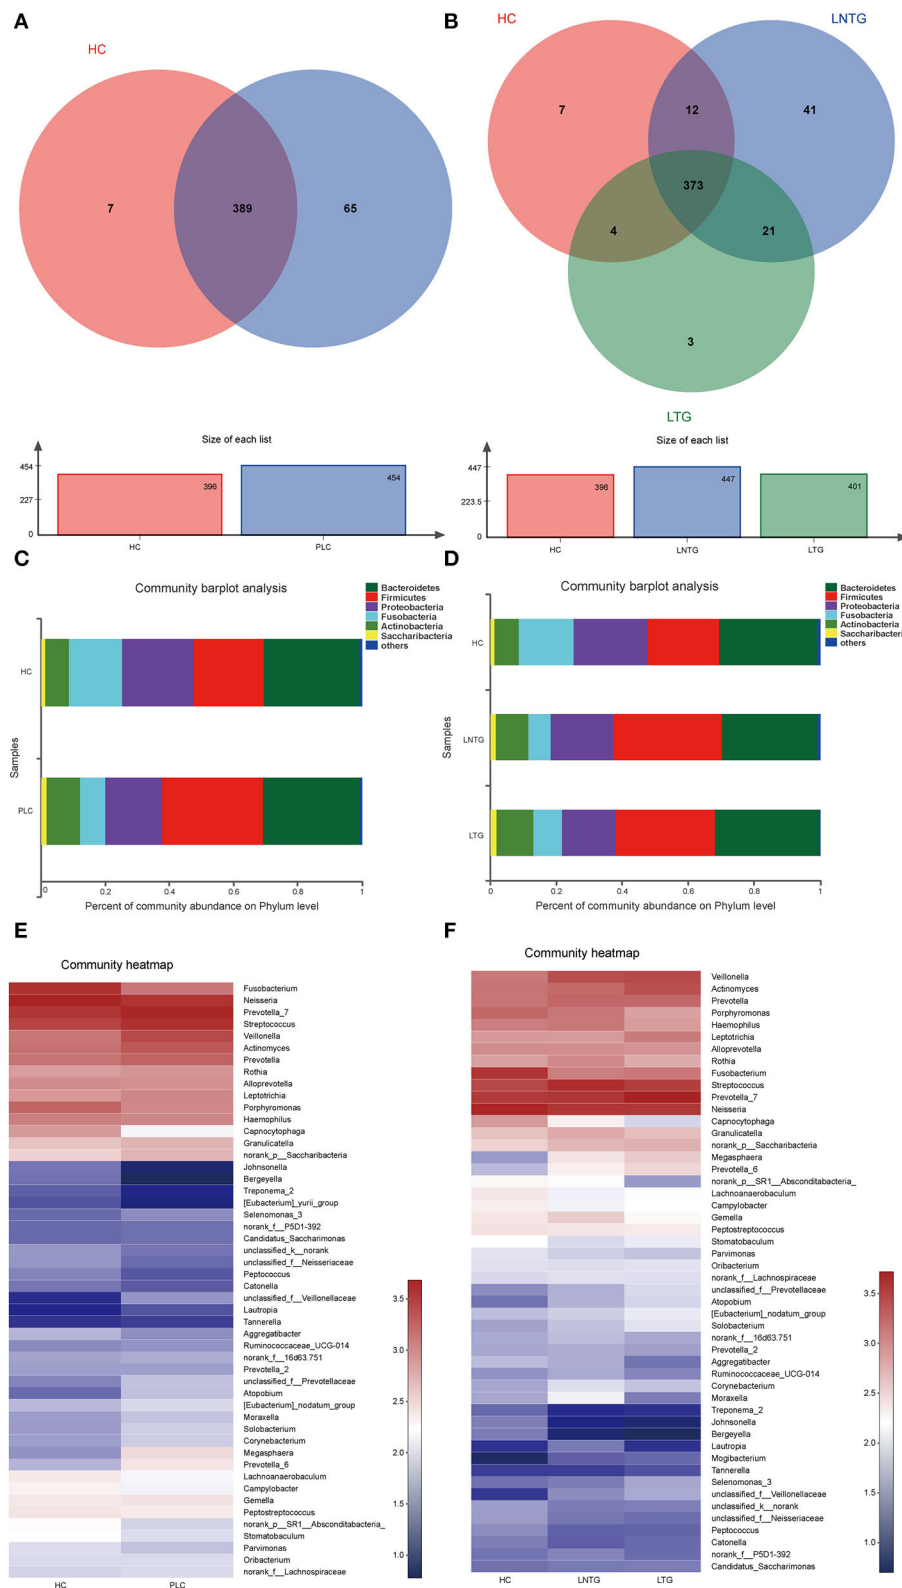 A
HC
7
389
65
Size of each list
454
227
0
396
454
HC
PLC
B
HC
LNTG
7
12
41
373
4
21
3
LTG
Size of each list
447
223.5
0
396
447
401
HC
LNTG
LTG
C
Community barplot analysis
Bacteroidetes
Firmicutes
Proteobacteria
Fusobacteria
Actinobacteria
Saccharibacteria
others
Samples
HC
PLC
0 0.2 0.4 0.6 0.8 1
Percent of community abundance on Phylum level
D
Community barplot analysis
Bacteroidetes
Firmicutes
Proteobacteria
Fusobacteria
Actinobacteria
Saccharibacteri
others
Samples
HC
LNTG
LTG
0 0.2 0.4 0.6 0.8 1
Percent of community abundance on Phylum level
E
Community heatmap
Fusobacterium
Neisseria
Prevotella_7
Streptococcus
Veillonella
Actinomyces
Prevotella
Rothia
Alloprevotella
Leptotrichia
Porphyromonas
Haemophilus
Capnocytophaga
Granulicatella
norank_p__Saccharibacteria
Johnsonella
Bergeyella
Treponema_2
[Eubacterium]_yurii_group
Selenomonas_3
norank_f__P5D1-392
Candidatus_Saccharimonas
unclassified_k__norank
unclassified_f__Neisseriaceae
Peptococcus
Catonella
unclassified_f__Veillonellaceae
Lautropia
Tannerella
Aggregatibacter
Ruminococcaceae_UCG-014
norank_f__16d63.751
Prevotella_2
unclassified_f__Prevotellaceae
Atopobium
[Eubacterium]_nodatum_group
Moraxella
Solobacterium
Corynebacterium
Megasphaera
Prevotella_6
Lachnoanaerobaculum
Campylobacter
Gemella
Peptostreptococcus
norank_p__SR1__Absconditabacteria_
Stomatobaculum
Parvimonas
Oribacterium
norank_f__Lachnospiraceae
HC
PLC
3.5
3.0
2.5
2.0
1.5
1.0
F
Community heatmap
Veillonella
Actinomyces
Prevotella
Porphyromonas
Haemophilus
Leptotrichia
Alloprevotella
Rothia
Fusobacterium
Streptococcus
Prevotella_7
Neisseria
Capnocytophaga
Granulicatella
norank_p__Saccharibacteria
Megasphaera
Prevotella_6
norank_p__SR1__Absconditabacteria_
Lachnoanaerobaculum
Campylobacter
Gemella
Peptostreptococcus
Stomatobaculum
Parvimonas
Oribacterium
norank_f__Lachnospiraceae
unclassified_f__Prevotellaceae
Atopobium
[Eubacterium]_nodatum_group
Solobacterium
norank_f__16d63.751
Prevotella_2
Aggregatibacter
Ruminococcaceae_UCG-014
Corynebacterium
Moraxella
Treponema_2
Johnsonella
Bergeyella
Lautropia
Mogibacterium
Tannerella
Selenomonas_3
unclassified_f__Veillonellaceae
unclassified_k__norank
unclassified_f__Neisseriaceae
Peptococcus
Catonella
norank_f__P5D1-392
Candidatus_Saccharimonas
HC
LNTG
LTG
3.5
3.0
2.5
2.0
1.5
1.0